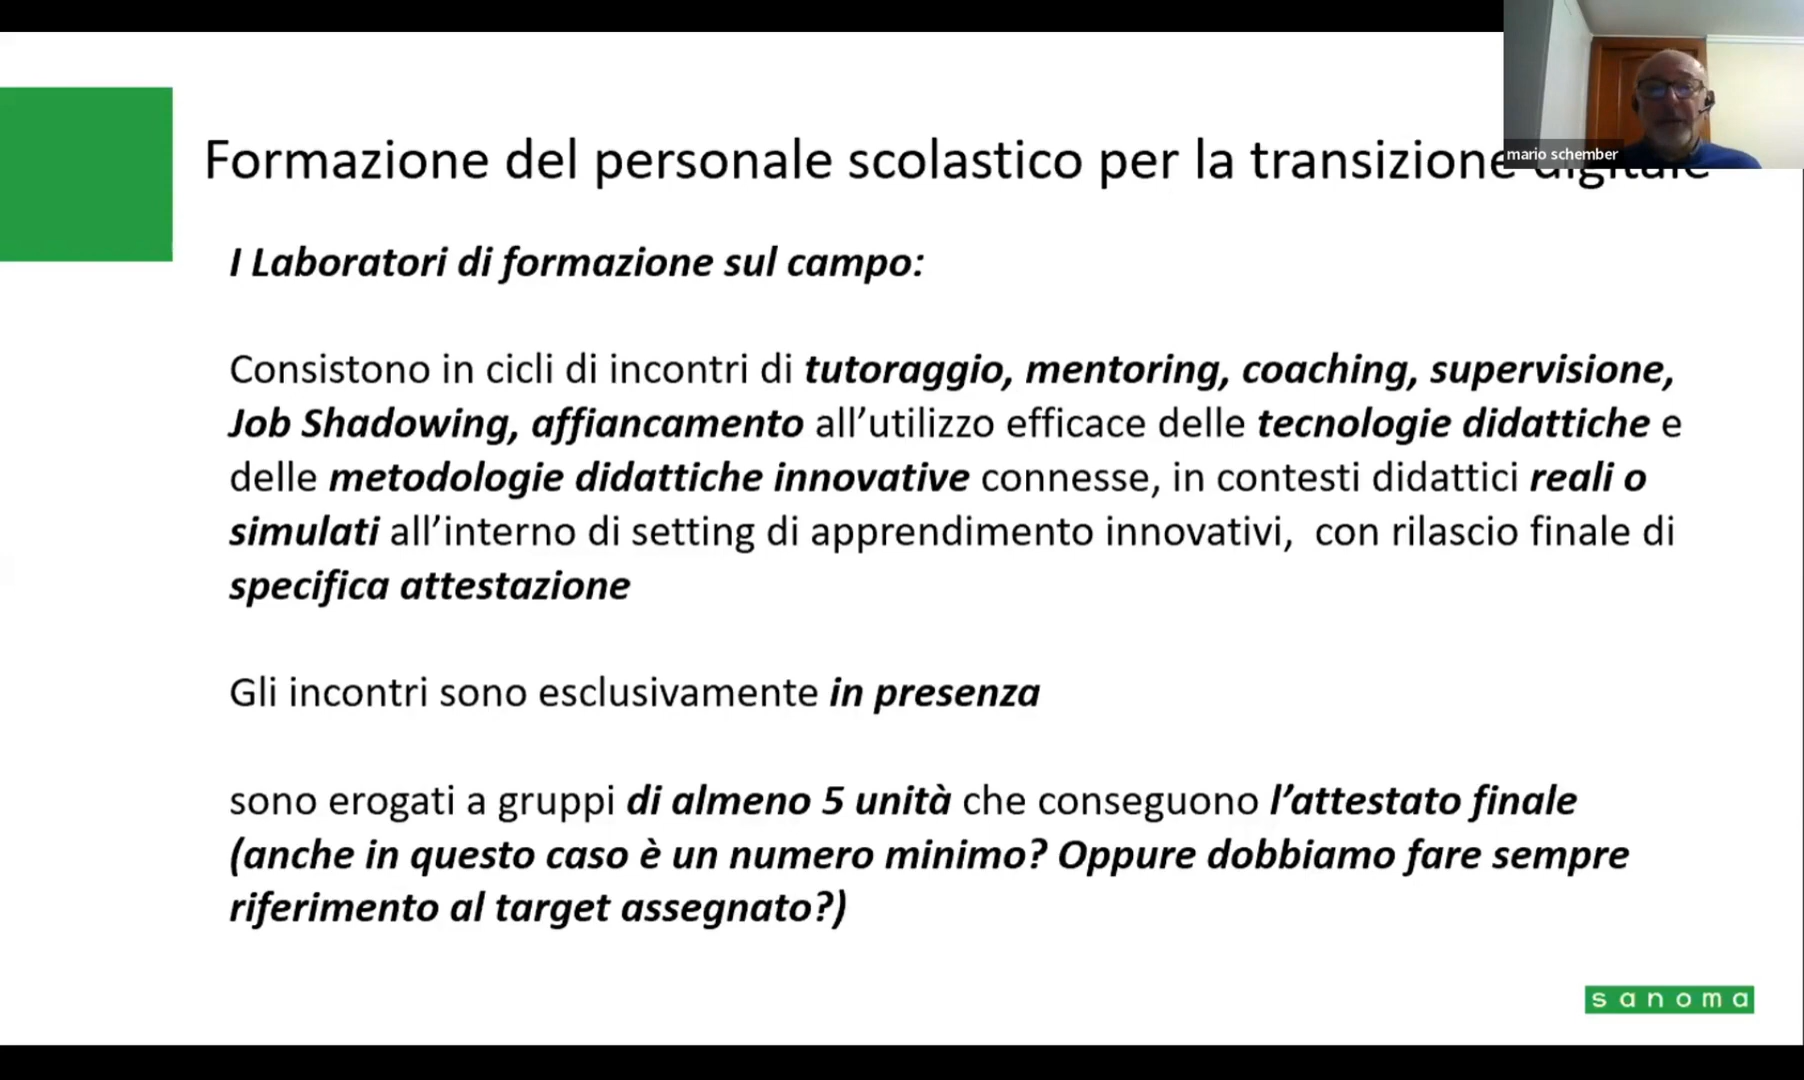 mario schember
Formazione del personale scolastico per la transizione digitale
I Laboratori di formazione sul campo:
Consistono in cicli di incontri di tutoraggio, mentoring, coaching, supervisione,
Job Shadowing, affiancamento all’utilizzo efficace delle tecnologie didattiche e
delle metodologie didattiche innovative connesse, in contesti didattici reali o
simulati all’interno di setting di apprendimento innovativi, con rilascio finale di
specifica attestazione
Gli incontri sono esclusivamente in presenza
sono erogati a gruppi di almeno 5 unità che conseguono l’attestato finale
(anche in questo caso è un numero minimo? Oppure dobbiamo fare sempre
riferimento al target assegnato?)
sanoma